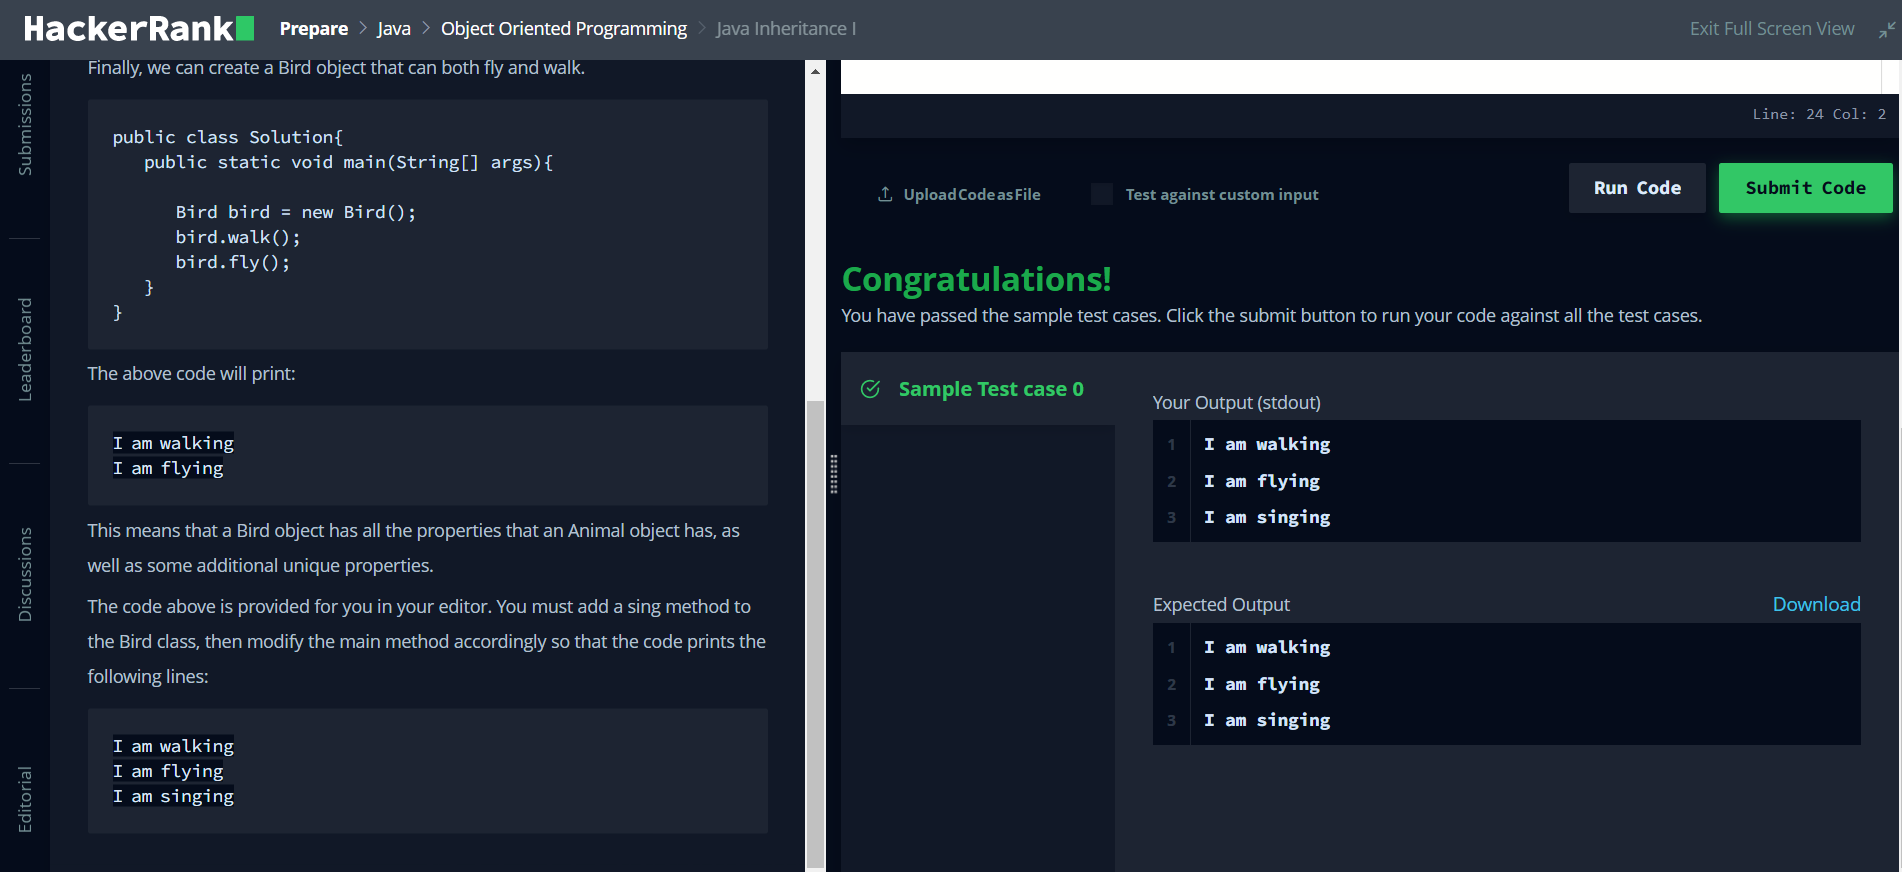 HackerRank
Prepare > Java > Object Oriented Programming > Java Inheritance I
Exit Full Screen View
Submissions
Leaderboard
Discussions
Editorial
Finally, we can create a Bird object that can both fly and walk.
public class Solution{
   public static void main(String[] args){
      Bird bird = new Bird();
      bird.walk();
      bird.fly();
   }
}
The above code will print:
I am walking
I am flying
This means that a Bird object has all the properties that an Animal object has, as
well as some additional unique properties.
The code above is provided for you in your editor. You must add a sing method to
the Bird class, then modify the main method accordingly so that the code prints the
following lines:
I am walking
I am flying
I am singing
Line: 24 Col: 2
Upload Code as File
Test against custom input
Run Code
Submit Code
Congratulations!
You have passed the sample test cases. Click the submit button to run your code against all the test cases.
Sample Test case 0
Your Output (stdout)
1 I am walking
2 I am flying
3 I am singing
Expected Output
Download
1 I am walking
2 I am flying
3 I am singing